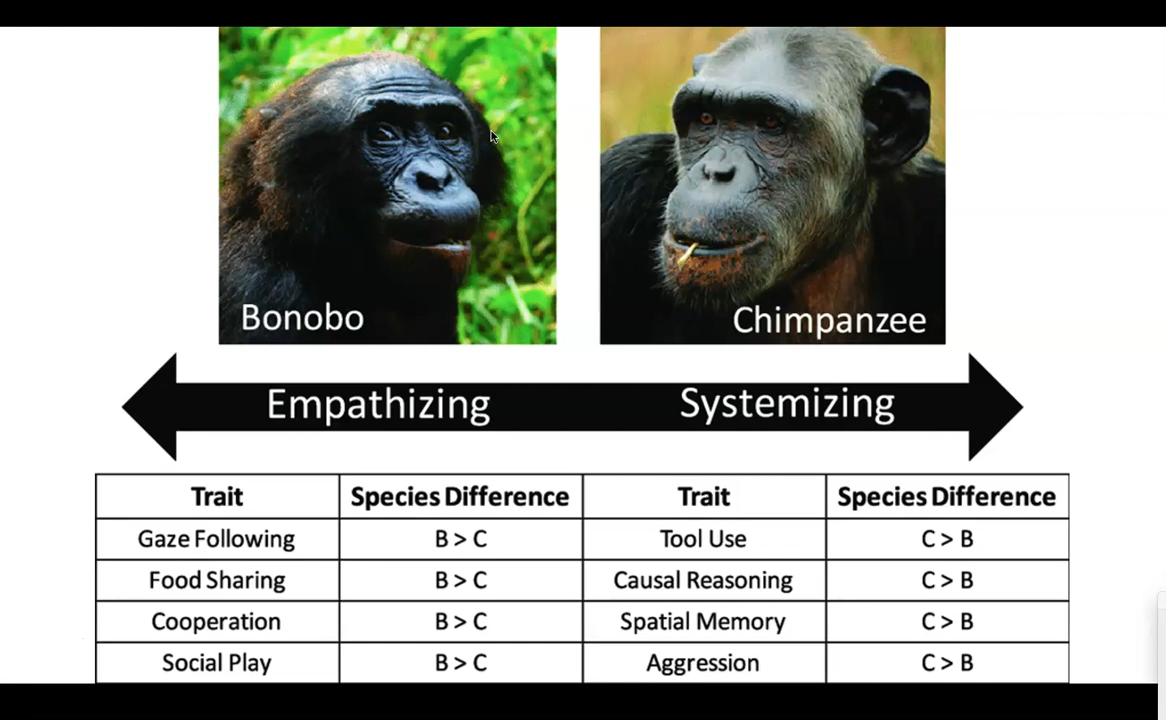 Bonobo
Chimpanzee
Empathizing
Systemizing
Trait Species Difference Trait Species Difference
Gaze Following B > C Tool Use C > B
Food Sharing B > C Causal Reasoning C > B
Cooperation B > C Spatial Memory C > B
Social Play B > C Aggression C > B